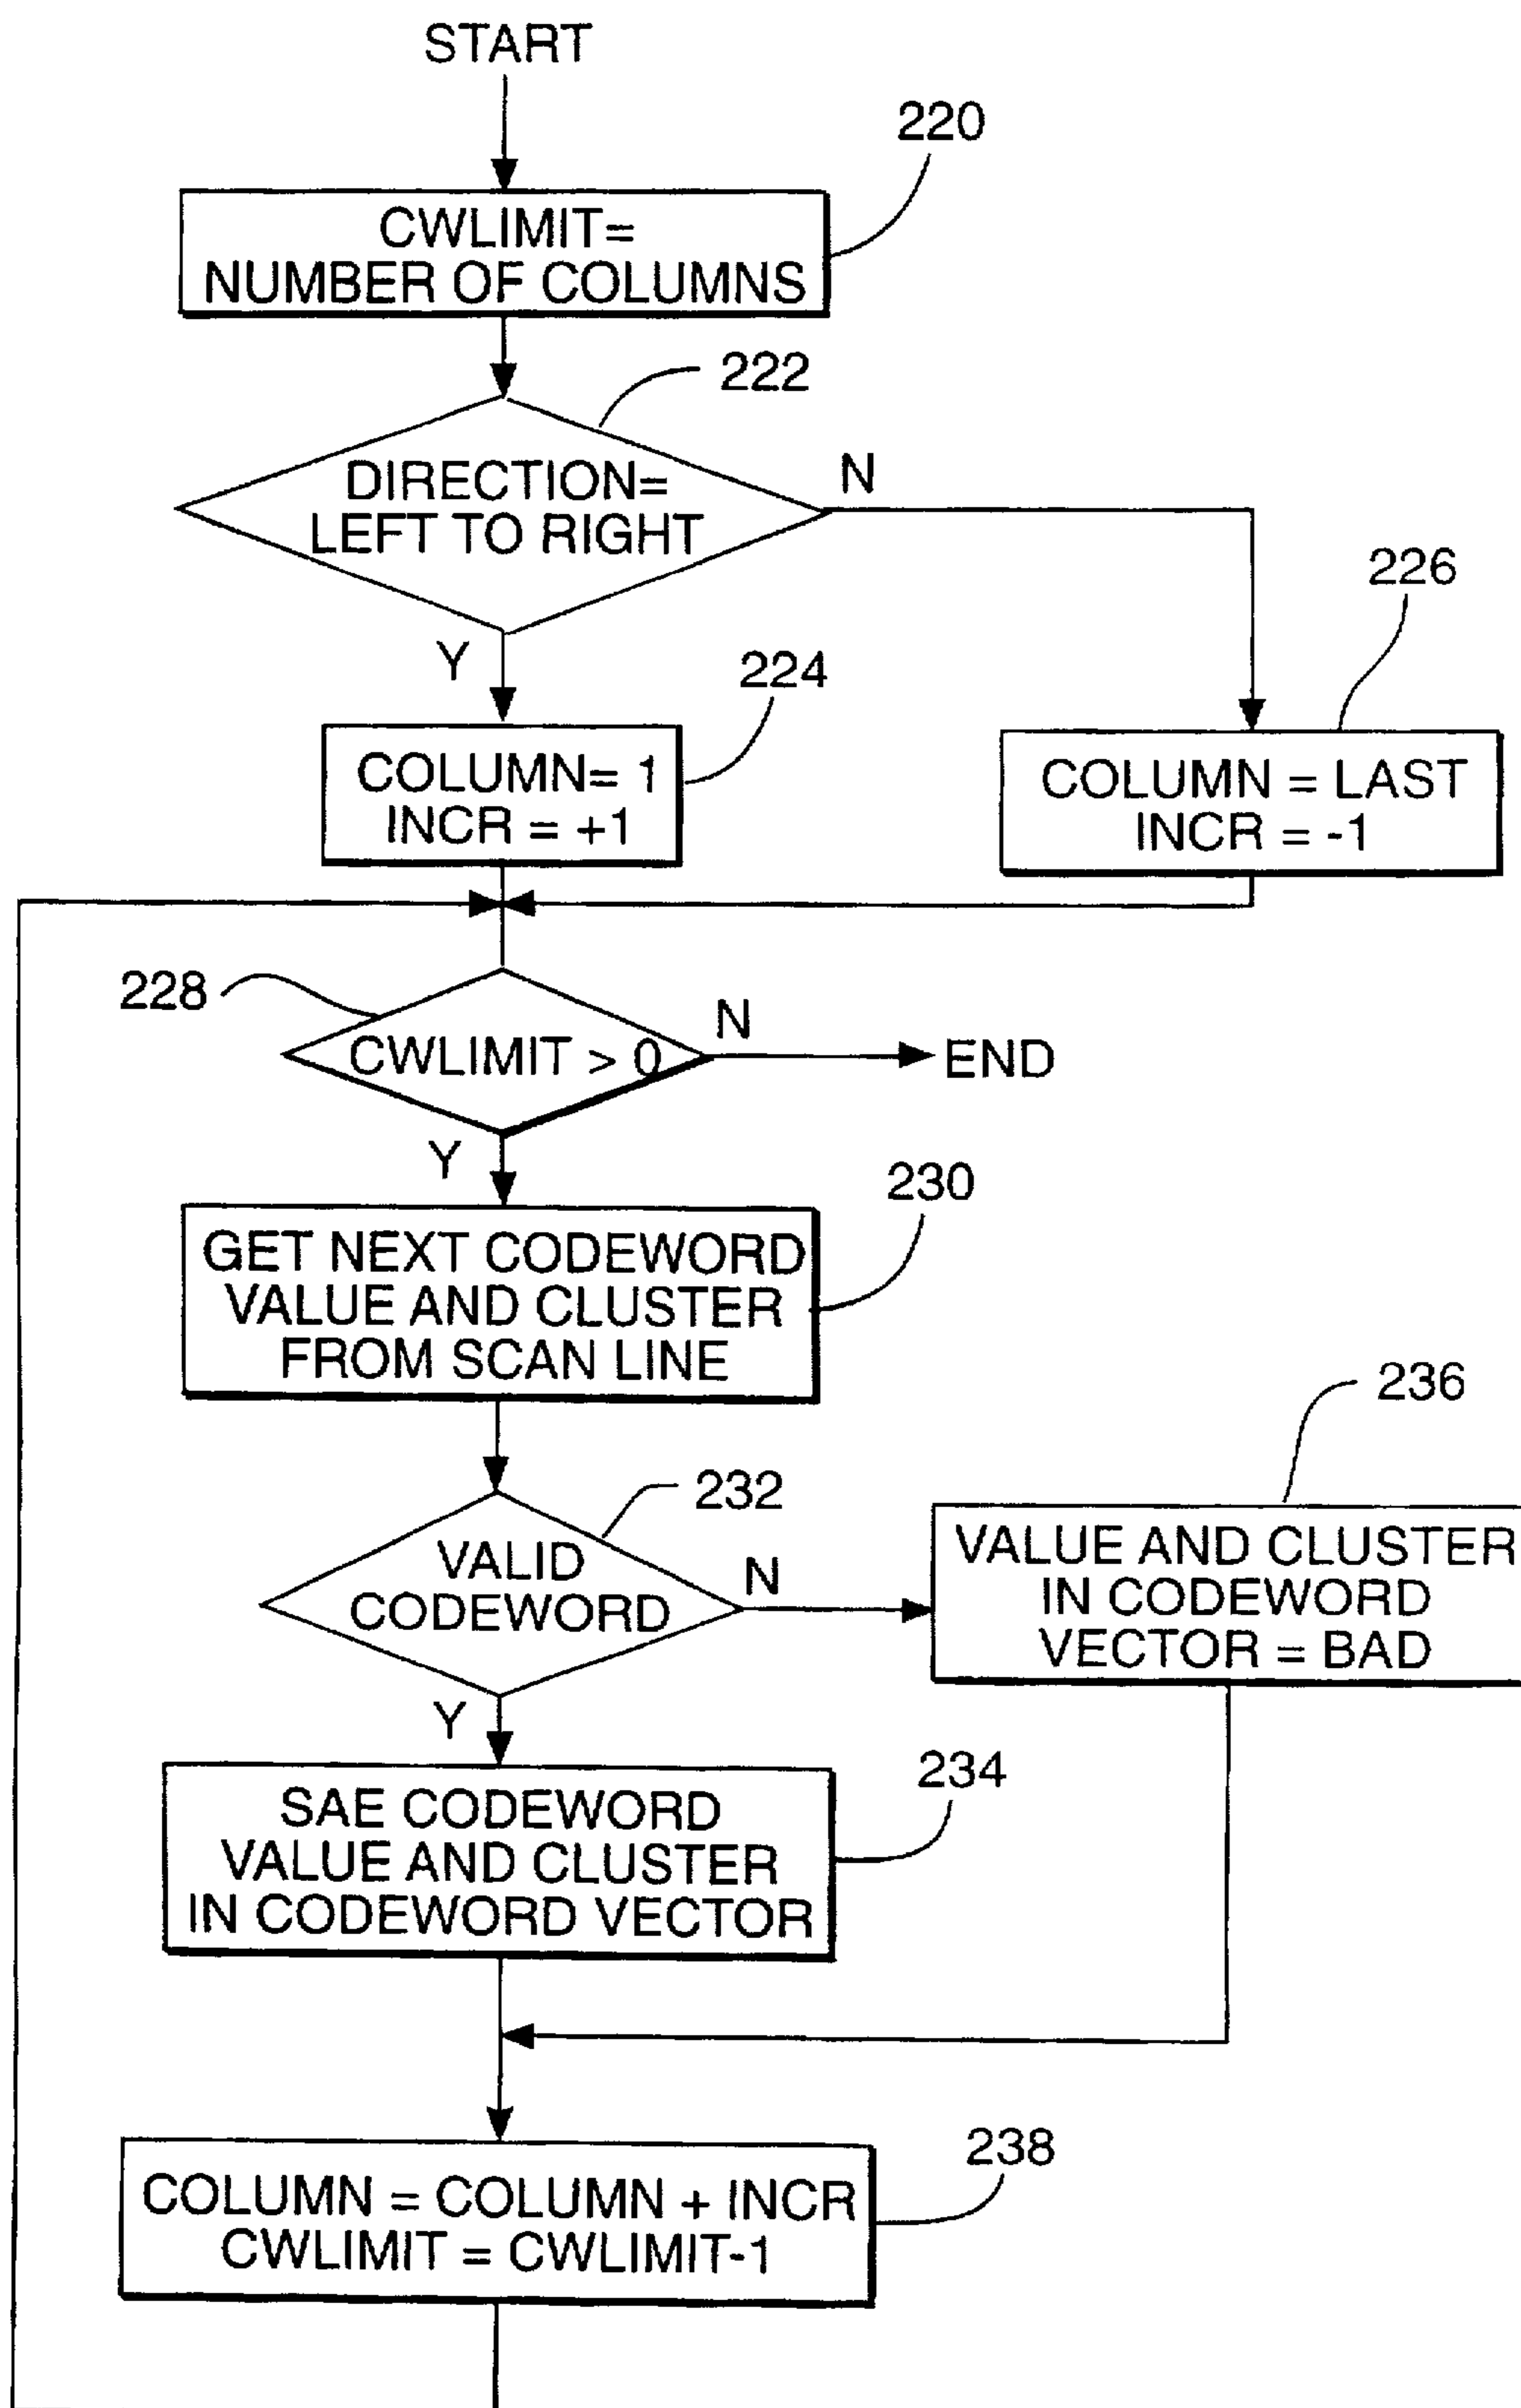 START
220
CWLIMIT=
NUMBER OF COLUMNS
222
DIRECTION=
LEFT TO RIGHT
N
226
Y
224
COLUMN= 1
INCR = +1
COLUMN = LAST
INCR = -1
228
CWLIMIT > 0
N
END
Y
230
GET NEXT CODEWORD
VALUE AND CLUSTER
FROM SCAN LINE
236
232
VALID
CODEWORD
N
VALUE AND CLUSTER
IN CODEWORD
VECTOR = BAD
Y
234
SAE CODEWORD
VALUE AND CLUSTER
IN CODEWORD VECTOR
238
COLUMN = COLUMN + INCR
CWLIMIT = CWLIMIT-1